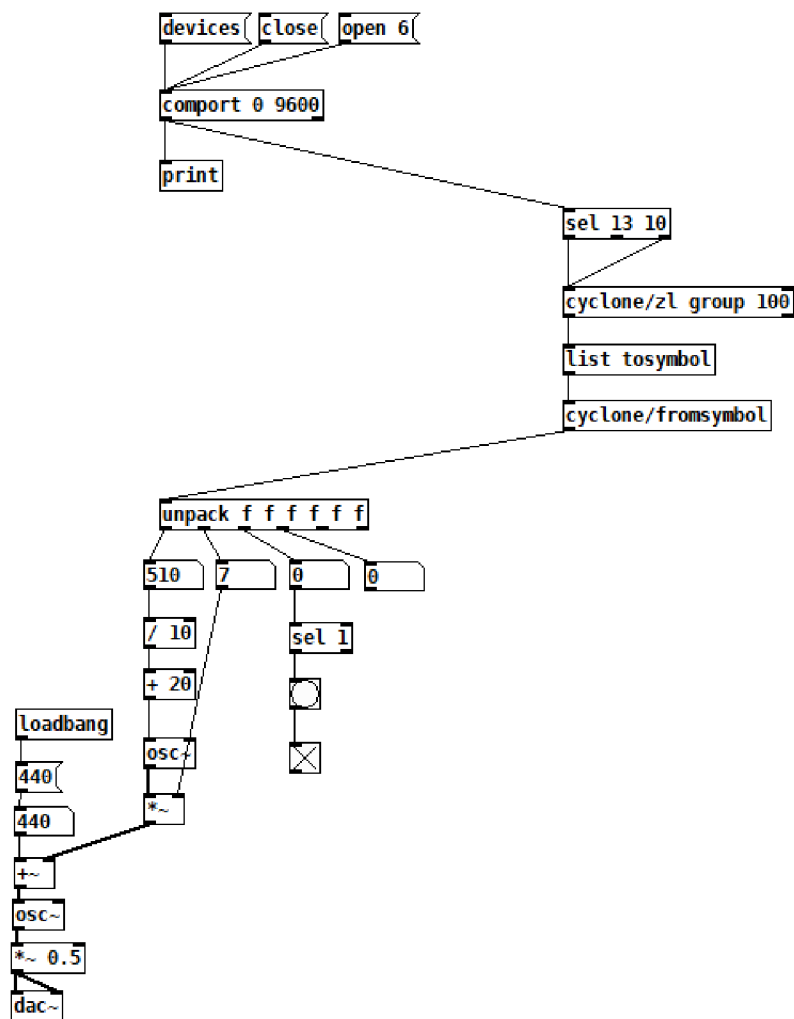 devices close open 6
comport 0 9600
print
sel 13 10
cyclone/zl group 100
list tosymbol
cyclone/fromsymbol
unpack f f f f f f
510 7 0 0
/ 10
sel 1
+ 20
loadbang
osc~
440
*~
440
+~
osc~
*~ 0.5
dac~